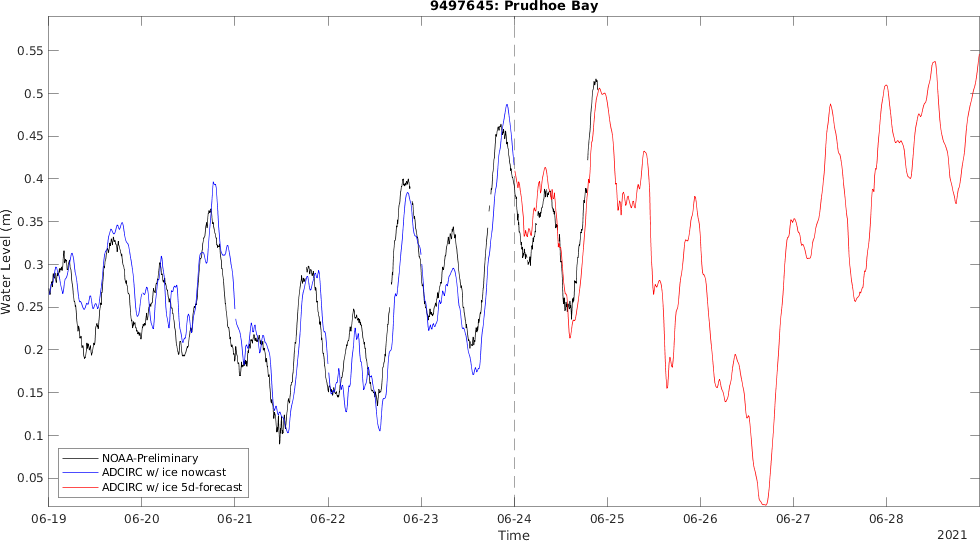 9497645: Prudhoe Bay
Water Level (m)
0.55
0.5
0.45
0.4
0.35
0.3
0.25
0.2
0.15
0.1
0.05
NOAA-Preliminary
ADCIRC w/ ice nowcast
ADCIRC w/ ice 5d-forecast
06-19 06-20 06-21 06-22 06-23 06-24 06-25 06-26 06-27 06-28
Time
2021